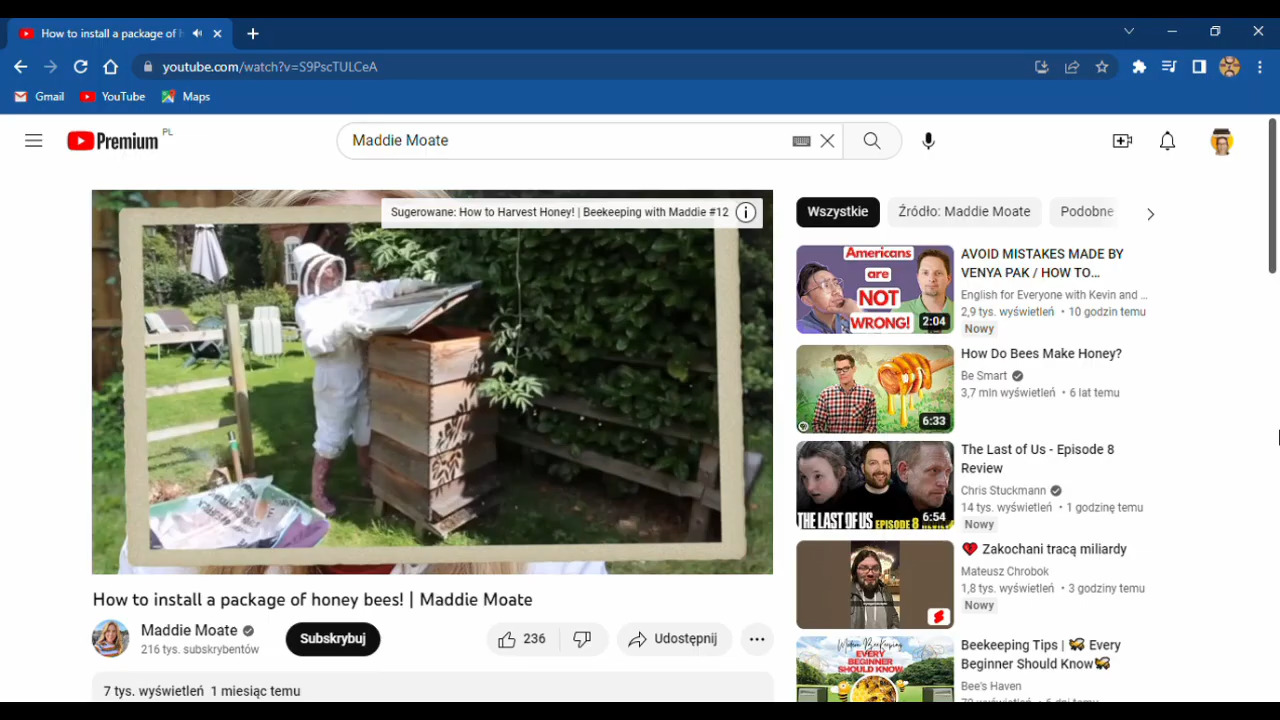 How to install a package of h
youtube.com/watch?v=S9PscTULCeA
Gmail YouTube Maps
Premium PL
Maddie Moate
Sugerowane: How to Harvest Honey! | Beekeeping with Maddie #12
How to install a package of honey bees! | Maddie Moate
Maddie Moate
216 tys. subskrybentów
Subskrybuj
236
Udostępnij
7 tys. wyświetleń 1 miesiąc temu
Wszystkie Źródło: Maddie Moate Podobne
Americans
are
NOT
WRONG!
2:04
AVOID MISTAKES MADE BY
VENYA PAK / HOW TO...
English for Everyone with Kevin and ...
2,9 tys. wyświetleń • 10 godzin temu
Nowy
6:33
How Do Bees Make Honey?
Be Smart
3,7 mln wyświetleń • 6 lat temu
THE LAST OF US EPISODE 8
6:54
The Last of Us - Episode 8
Review
Chris Stuckmann
14 tys. wyświetleń • 1 godzinę temu
Nowy
💔 Zakochani tracą miliardy
Mateusz Chrobok
1,8 tys. wyświetleń • 3 godziny temu
Nowy
Modern Beekeeping
EVERY
BEGINNER
SHOULD KNOW
Beekeeping Tips | 🐝 Every
Beginner Should Know🐝
Bee's Haven